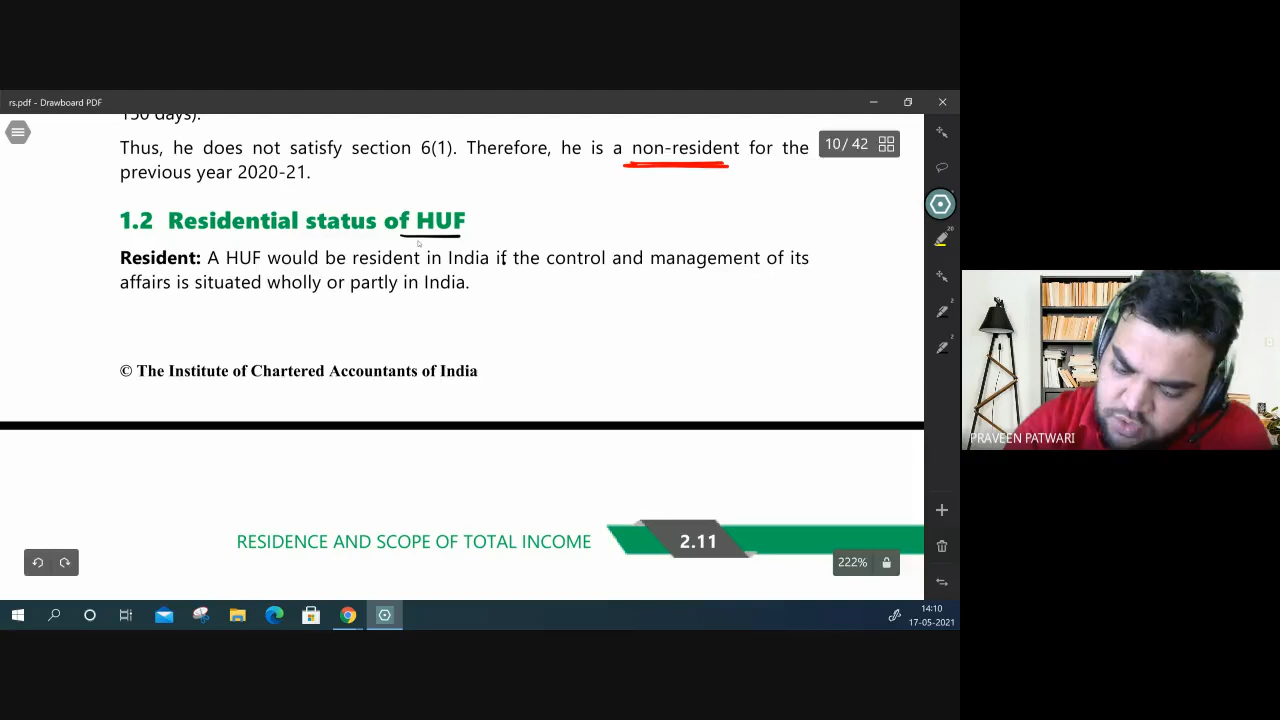 rs.pdf - Drawboard PDF
Thus, he does not satisfy section 6(1). Therefore, he is a non-resident for the
10/42
previous year 2020-21.
1.2 Residential status of HUF
Resident: A HUF would be resident in India if the control and management of its
affairs is situated wholly or partly in India.
© The Institute of Chartered Accountants of India
RESIDENCE AND SCOPE OF TOTAL INCOME 2.11
222%
20
2
2
PRAVEEN PATWARI
14:10
17-05-2021